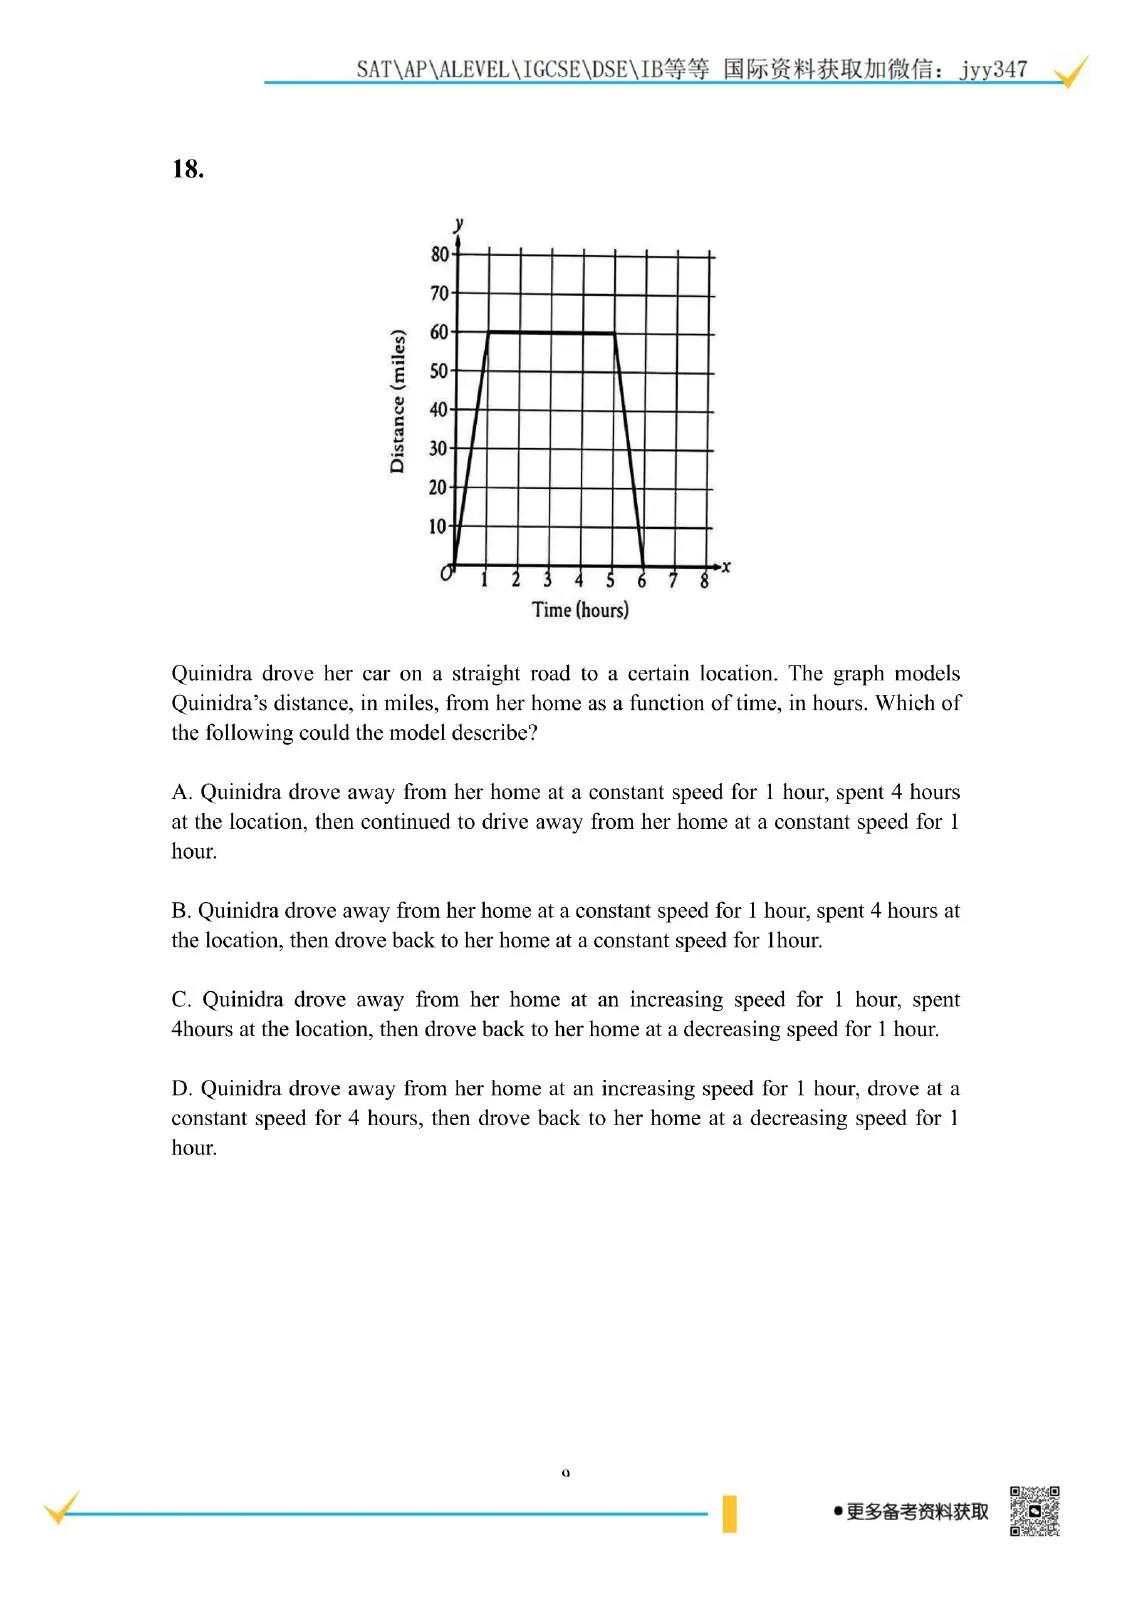 SAT\AP\ALEVEL\IGCSE\DSE\IB等等 国际资料获取加微信：jyy347
18.
y
80
70
60
50
40
30
20
10
Distance (miles)
O
1 2 3 4 5 6 7 8
x
Time (hours)
Quinidra drove her car on a straight road to a certain location. The graph models
Quinidra’s distance, in miles, from her home as a function of time, in hours. Which of
the following could the model describe?
A. Quinidra drove away from her home at a constant speed for 1 hour, spent 4 hours
at the location, then continued to drive away from her home at a constant speed for 1
hour.
B. Quinidra drove away from her home at a constant speed for 1 hour, spent 4 hours at
the location, then drove back to her home at a constant speed for 1hour.
C. Quinidra drove away from her home at an increasing speed for 1 hour, spent
4hours at the location, then drove back to her home at a decreasing speed for 1 hour.
D. Quinidra drove away from her home at an increasing speed for 1 hour, drove at a
constant speed for 4 hours, then drove back to her home at a decreasing speed for 1
hour.
9
●更多备考资料获取